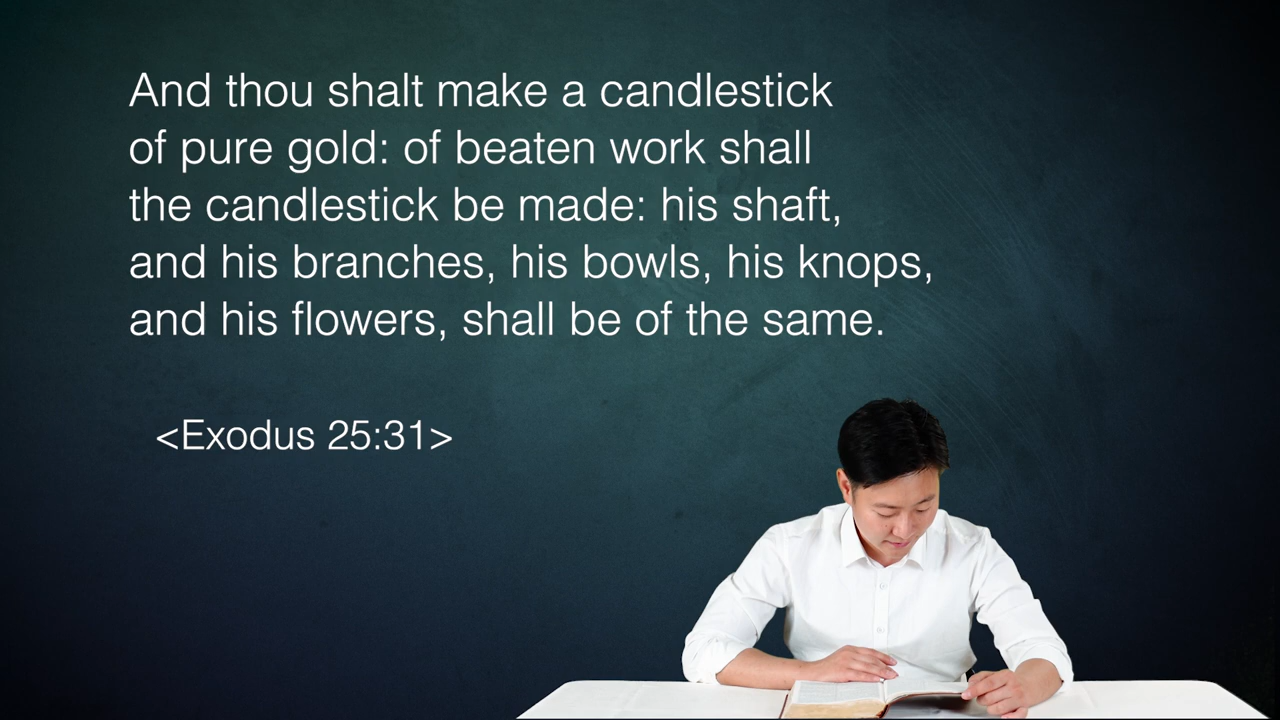 And thou shalt make a candlestick
of pure gold: of beaten work shall
the candlestick be made: his shaft,
and his branches, his bowls, his knops,
and his flowers, shall be of the same.
<Exodus 25:31>